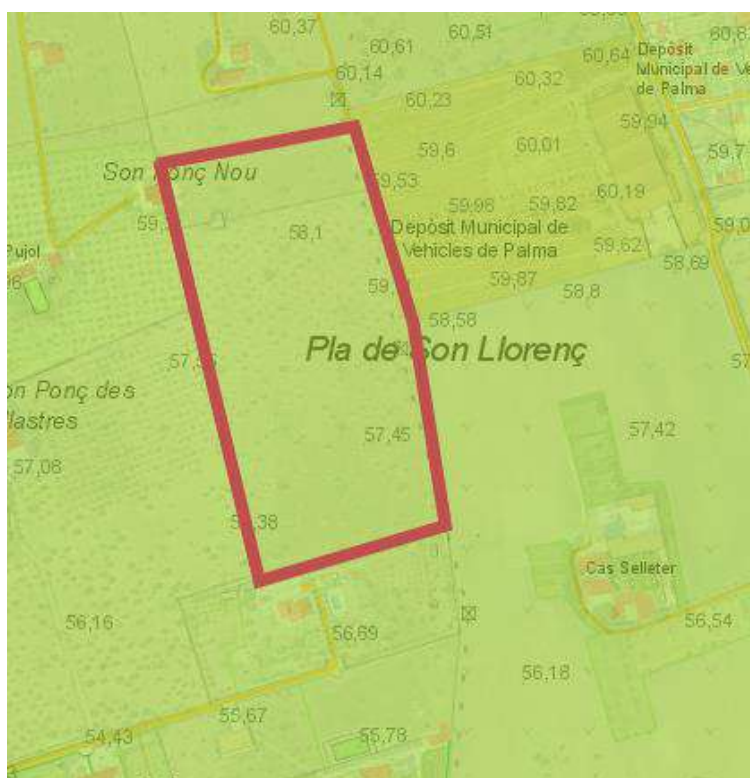 60,37
60,51
60,61
60,64
Depòsit
Municipal de Ve
de Palma
60,14
60,32
60,23
59,94
59,6
60,01
Son Ponç Nou
59,53
60,19
59,98
59,82
58,1
Depòsit Municipal de
Vehicles de Palma
59,62
Pujol
58,69
59,87
58,8
58,58
Pla de Son Llorenç
on Ponç des
llastres
57,45
57,42
57,08
Cas Selleter
56,16
56,69
56,54
56,18
55,67
54,43
55,78